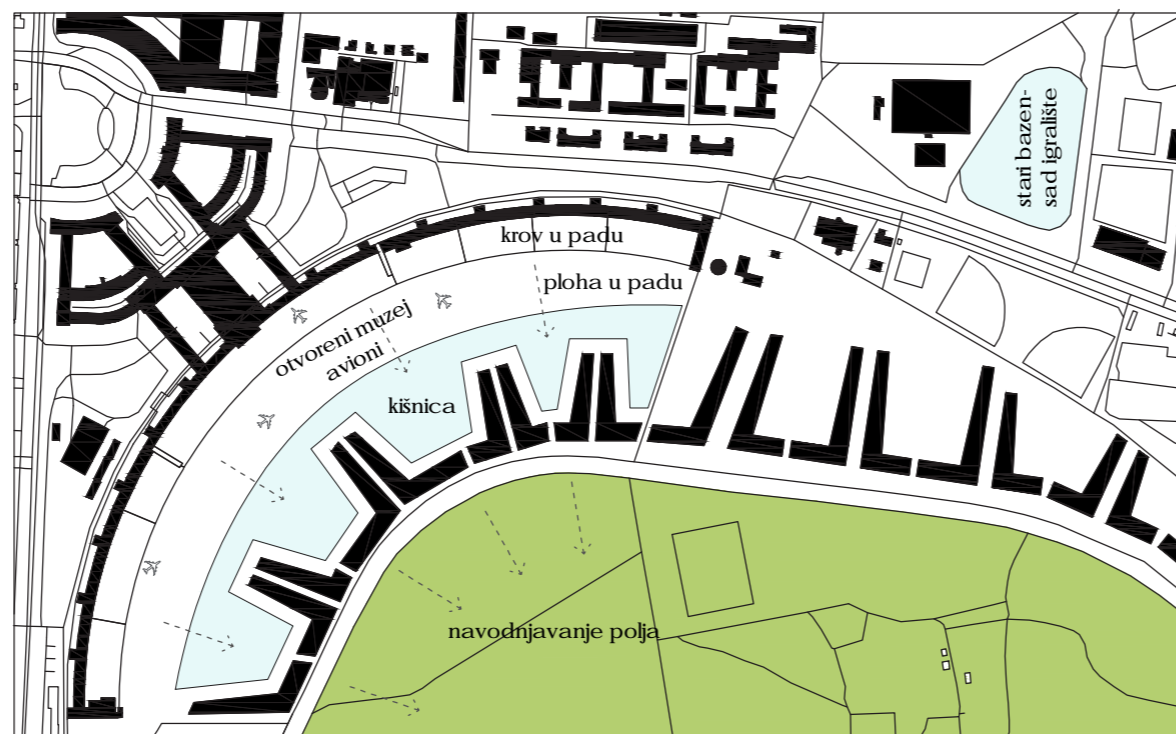 stari bazen-
sad igralište
krov u padu
ploha u padu
otvoreni muzej
avioni
kišnica
navodnjavanje polja